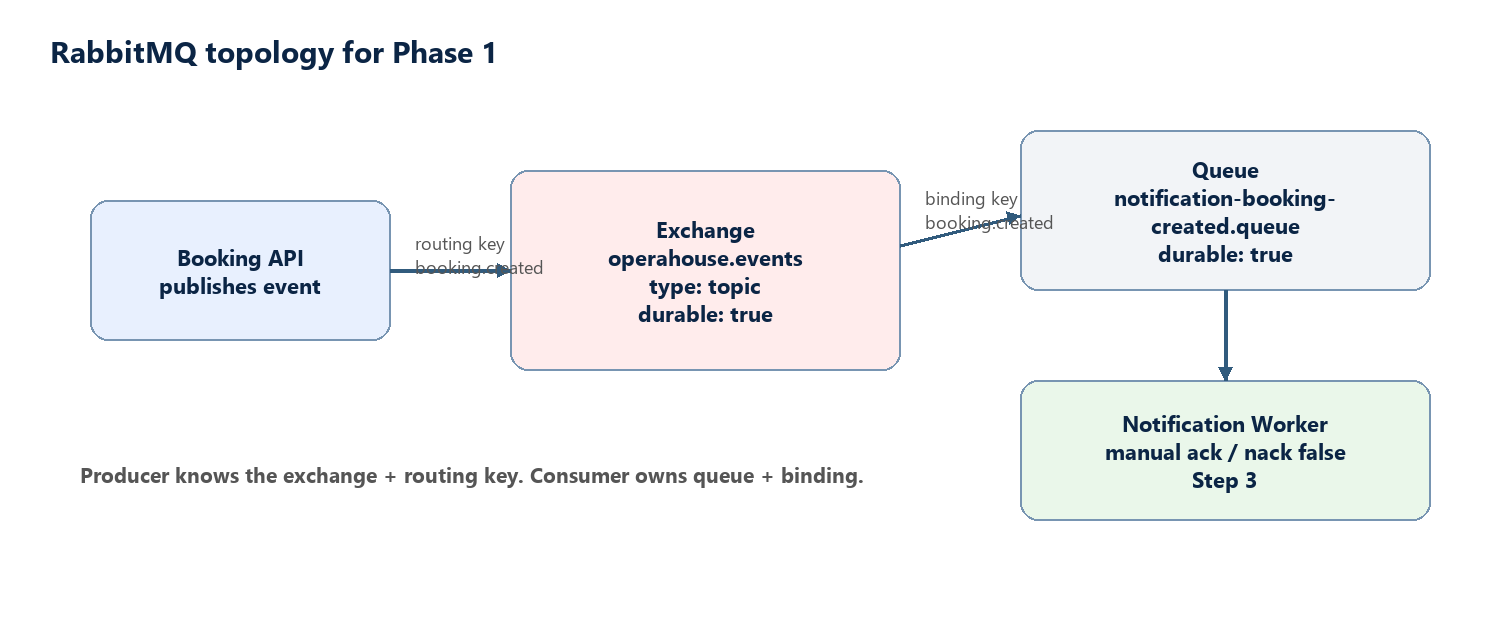 RabbitMQ topology for Phase 1
Booking API
publishes event
routing key
booking.created
Exchange
operahouse.events
type: topic
durable: true
binding key
booking.created
Queue
notification-booking-
created.queue
durable: true
Notification Worker
manual ack / nack false
Step 3
Producer knows the exchange + routing key. Consumer owns queue + binding.